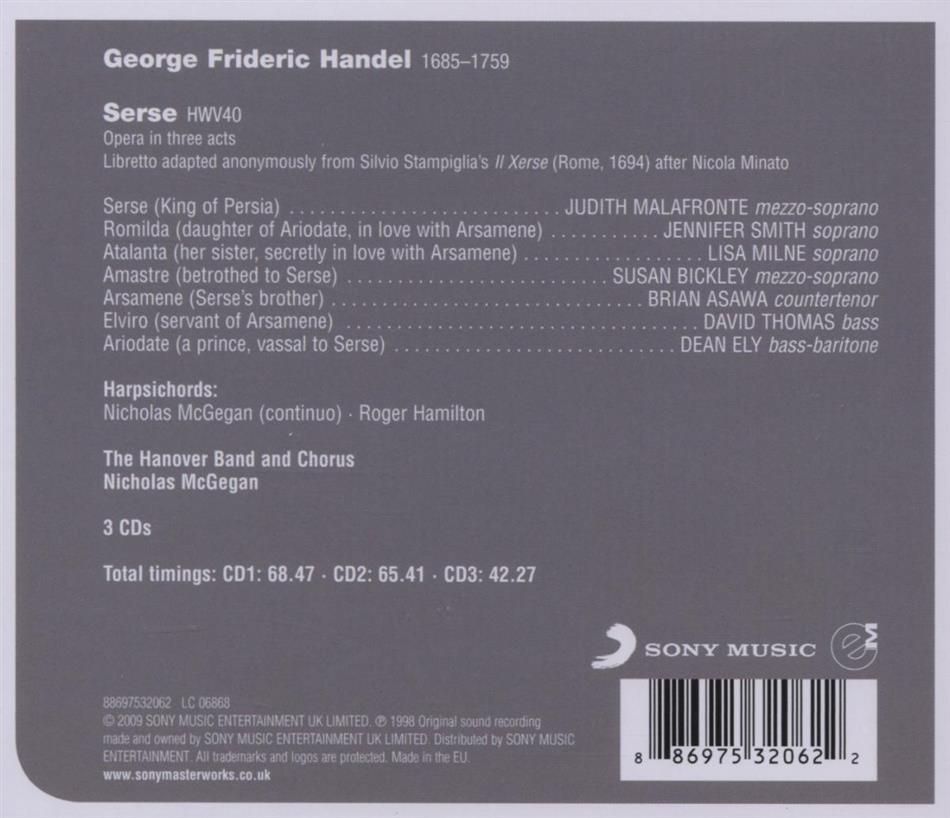 George Frideric Handel 1685–1759
Serse HWV40
Opera in three acts
Libretto adapted anonymously from Silvio Stampiglia's Il Xerse (Rome, 1694) after Nicola Minato
Serse (King of Persia) . . . . . . . . . . . . . . . . . . . . . . . . . . . JUDITH MALAFRONTE mezzo-soprano
Romilda (daughter of Ariodate, in love with Arsamene) . . . . . . . . . . . JENNIFER SMITH soprano
Atalanta (her sister, secretly in love with Arsamene) . . . . . . . . . . . . . . . . . . LISA MILNE soprano
Amastre (betrothed to Serse) . . . . . . . . . . . . . . . . . . . . . . . . . . SUSAN BICKLEY mezzo-soprano
Arsamene (Serse's brother) . . . . . . . . . . . . . . . . . . . . . . . . . . . . . . BRIAN ASAWA countertenor
Elviro (servant of Arsamene) . . . . . . . . . . . . . . . . . . . . . . . . . . . . . . . . . . DAVID THOMAS bass
Ariodate (a prince, vassal to Serse) . . . . . . . . . . . . . . . . . . . . . . . . . . . DEAN ELY bass-baritone
Harpsichords:
Nicholas McGegan (continuo) · Roger Hamilton
The Hanover Band and Chorus
Nicholas McGegan
3 CDs
Total timings: CD1: 68.47 · CD2: 65.41 · CD3: 42.27
SONY MUSIC
eM
88697532062 LC 06868
© 2009 SONY MUSIC ENTERTAINMENT UK LIMITED. ℗ 1998 Original sound recording
made and owned by SONY MUSIC ENTERTAINMENT UK LIMITED. Distributed by SONY MUSIC
ENTERTAINMENT. All trademarks and logos are protected. Made in the EU.
www.sonymasterworks.co.uk
8 86975 32062 2